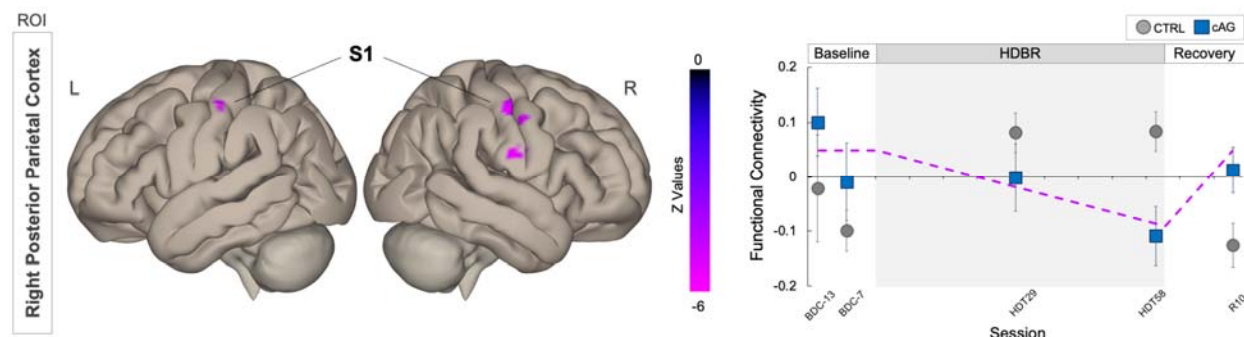 ROI
Right Posterior Parietal Cortex
L
S1
R
0
Z Values
-6
CTRL cAG
Baseline HDBR Recovery
0.2
0.1
0
-0.1
-0.2
Functional Connectivity
BDC-13
BDC-7
HDT29
HDT58
R10
Session